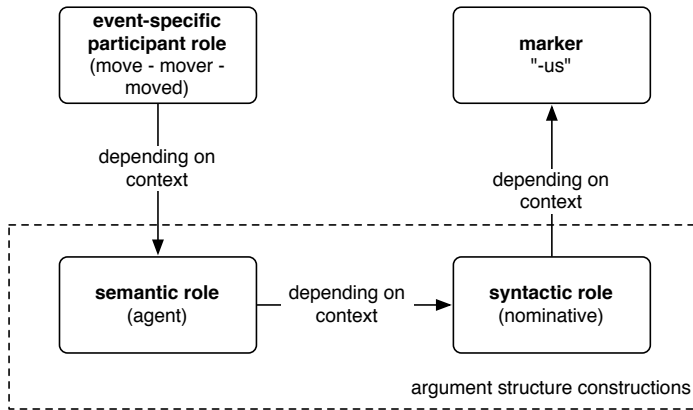 event-specific
participant role
(move - mover -
moved)
marker
"-us"
depending on
context
depending on
context
semantic role
(agent)
depending on
context
syntactic role
(nominative)
argument structure constructions